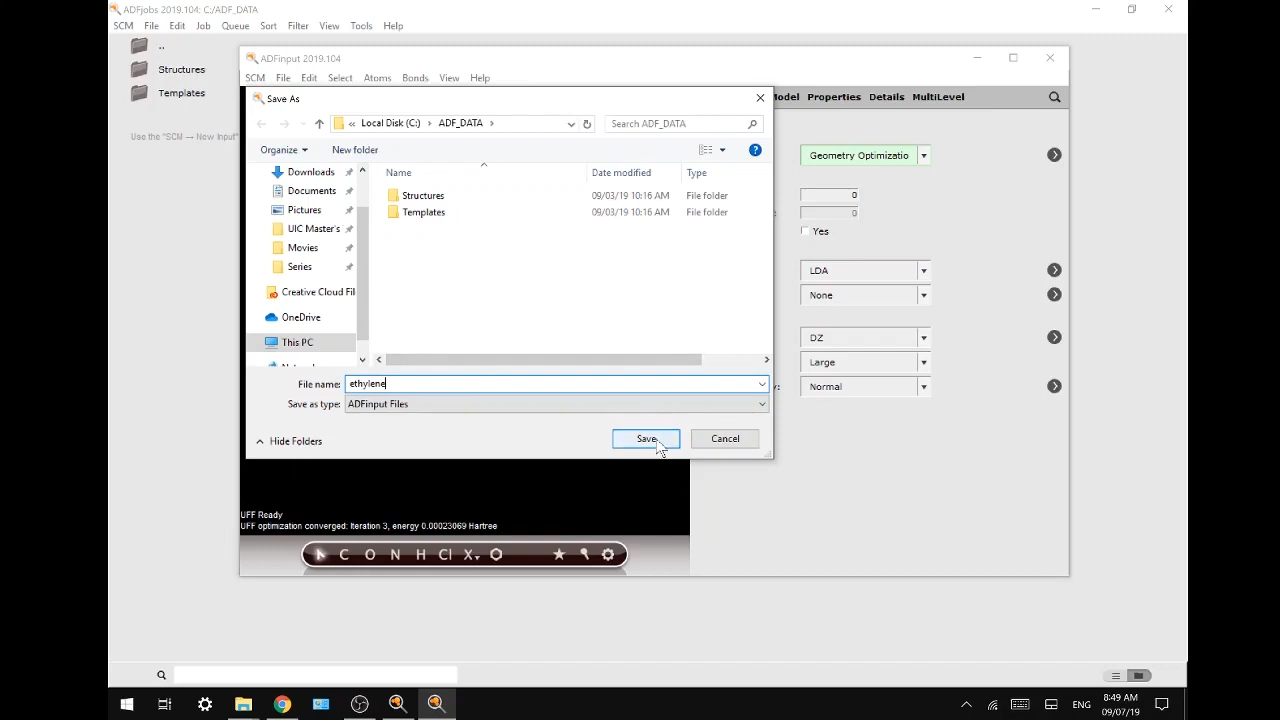 ADFjobs 2019.104: C:/ADF_DATA
SCM File Edit Job Queue Sort Filter View Tools Help
..
Structures
Templates
Use the "SCM → New Input"
ADFinput 2019.104
SCM File Edit Select Atoms Bonds View Help
Model Properties Details MultiLevel
Save As
« Local Disk (C:) > ADF_DATA >
Search ADF_DATA
Organize New folder
Name Date modified Type
Structures 09/03/19 10:16 AM File folder
Templates 09/03/19 10:16 AM File folder
Downloads
Documents
Pictures
UIC Master's
Movies
Series
Creative Cloud Fil
OneDrive
This PC
File name: ethylene
Save as type: ADFinput Files
Hide Folders
Save Cancel
Geometry Optimizatio
0
0
Yes
LDA
None
DZ
Large
Normal
UFF Ready
UFF optimization converged: Iteration 3, energy 0.00023069 Hartree
C O N H Cl X
ENG
8:49 AM
09/07/19